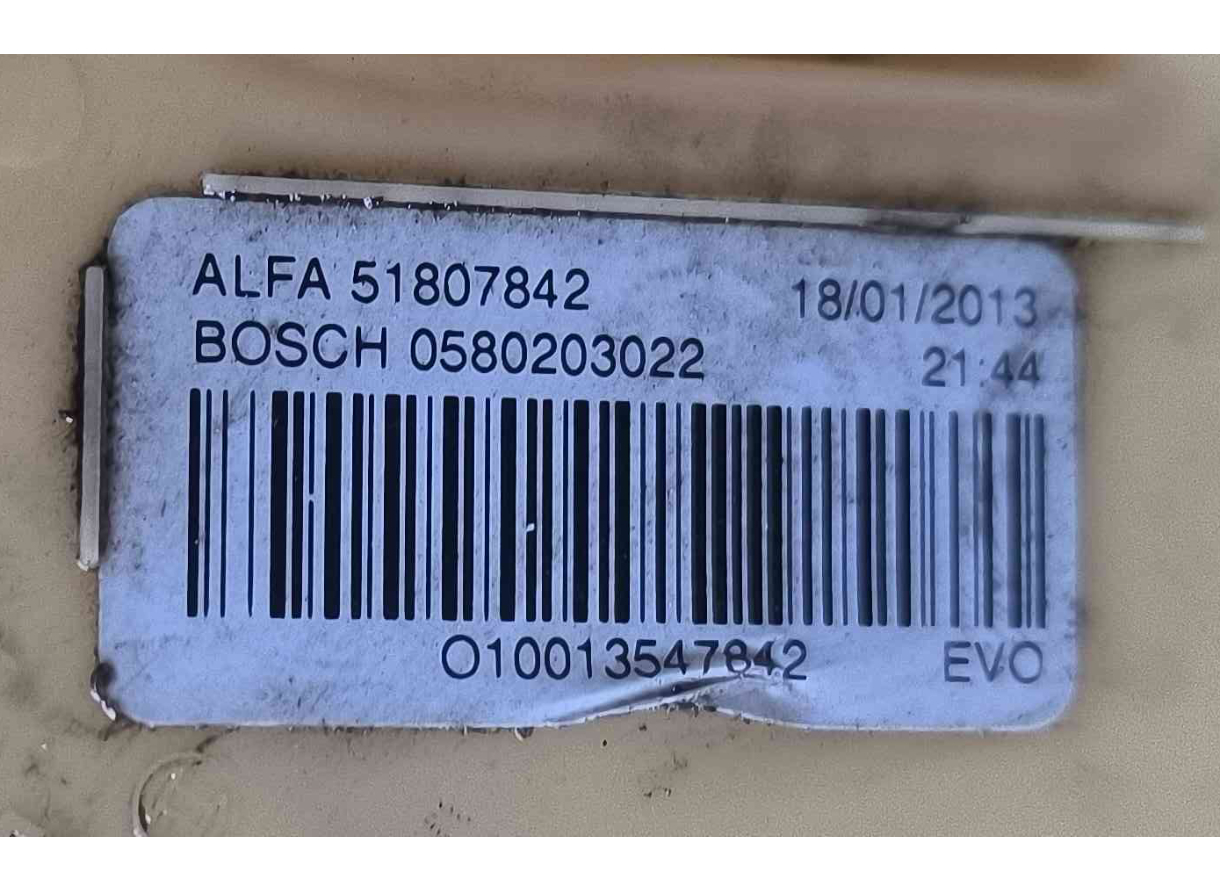 ALFA 51807842 18/01/2013
BOSCH 0580203022 21:44
O10013547842 EVO